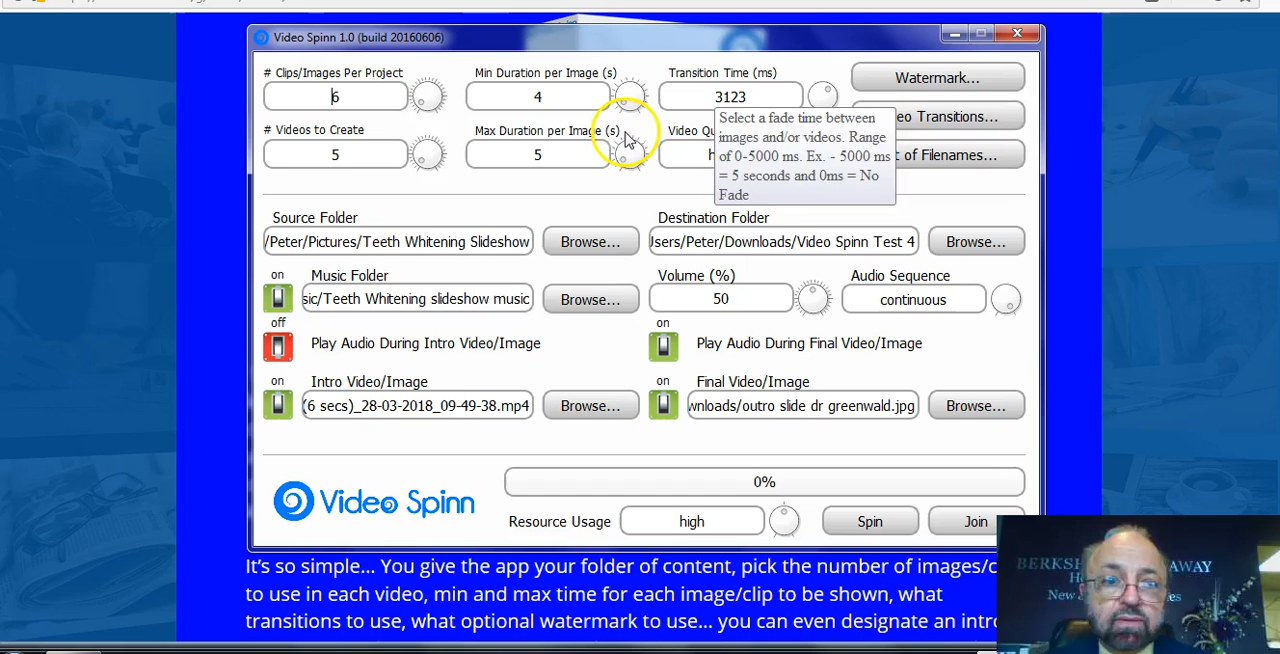 Video Spinn 1.0 (build 20160606)
# Clips/Images Per Project
Min Duration per Image (s)
Transition Time (ms)
Watermark...
6
4
3123
Select a fade time between
images and/or videos. Range
of 0-5000 ms. Ex. - 5000 ms
= 5 seconds and 0ms = No
Fade
Transitions...
# Videos to Create
Max Duration per Image (s)
Video
5
5
of Filenames...
Source Folder
Destination Folder
/Peter/Pictures/Teeth Whitening Slideshow
Browse...
/Peter/Downloads/Video Spinn Test 4
Browse...
on
Music Folder
Volume (%)
Audio Sequence
/Teeth Whitening slideshow music
Browse...
50
continuous
off
Play Audio During Intro Video/Image
on
Play Audio During Final Video/Image
on
Intro Video/Image
on
Final Video/Image
(6 secs)_28-03-2018_09-49-38.mp4
Browse...
/outro slide dr greenwald.jpg
Browse...
Video Spinn
0%
Resource Usage
high
Spin
Join
It's so simple... You give the app your folder of content, pick the number of
to use in each video, min and max time for each image/clip to be shown, what
transitions to use, what optional watermark to use... you can even designate an